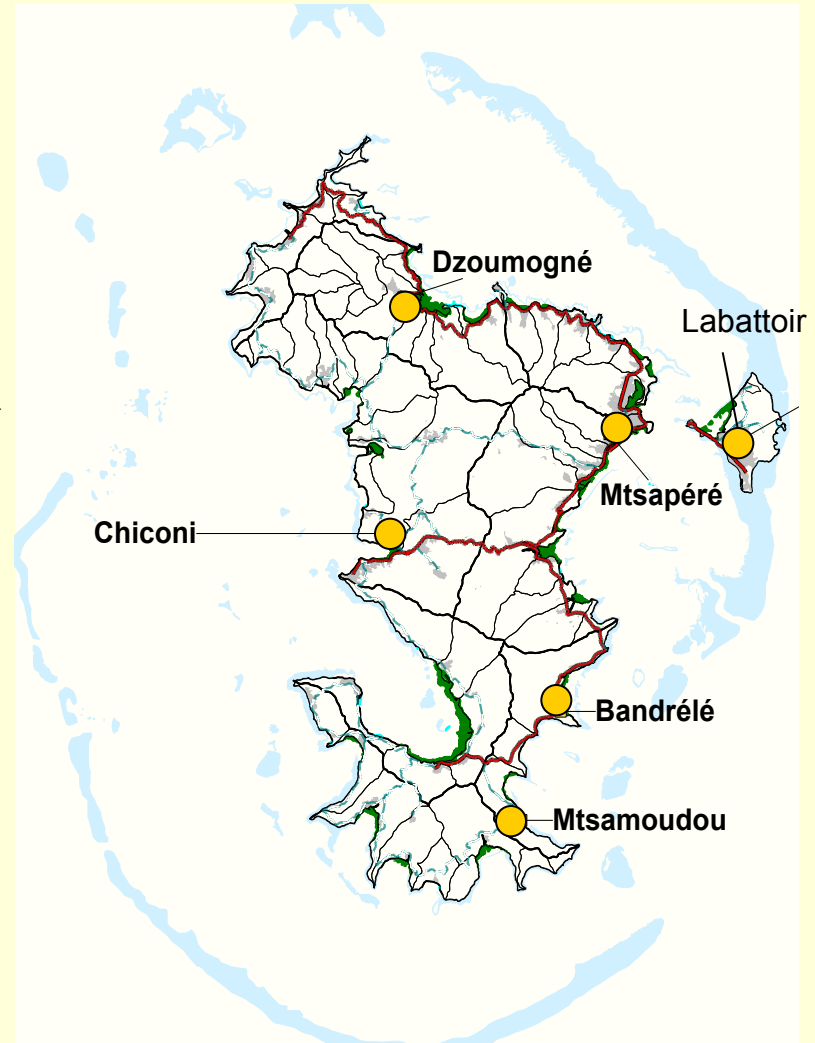 Dzoumogné
Labattoir
Mtsapéré
Chiconi
Bandrélé
Mtsamoudou